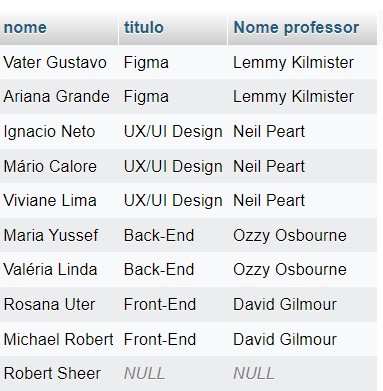 nome titulo Nome professor
Vater Gustavo Figma Lemmy Kilmister
Ariana Grande Figma Lemmy Kilmister
Ignacio Neto UX/UI Design Neil Peart
Mário Calore UX/UI Design Neil Peart
Viviane Lima UX/UI Design Neil Peart
Maria Yussef Back-End Ozzy Osbourne
Valéria Linda Back-End Ozzy Osbourne
Rosana Uter Front-End David Gilmour
Michael Robert Front-End David Gilmour
Robert Sheer NULL NULL